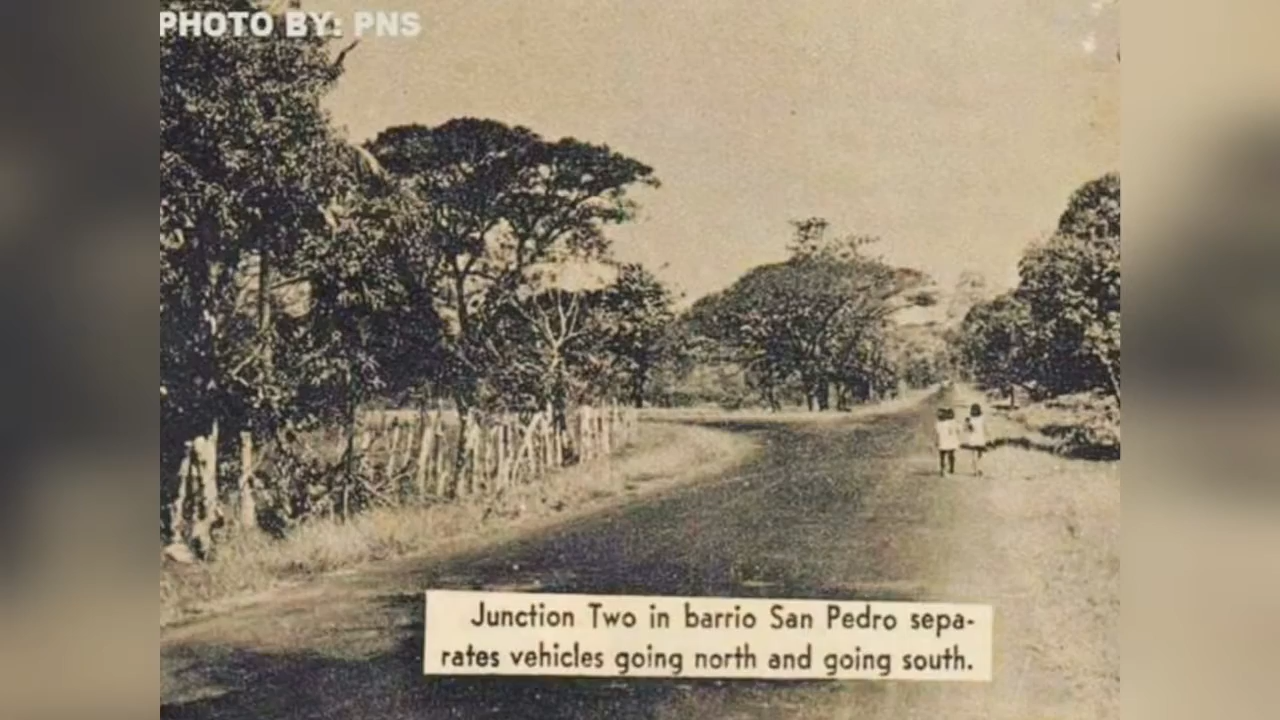 PHOTO BY: PNS
Junction Two in barrio San Pedro sepa-
rates vehicles going north and going south.